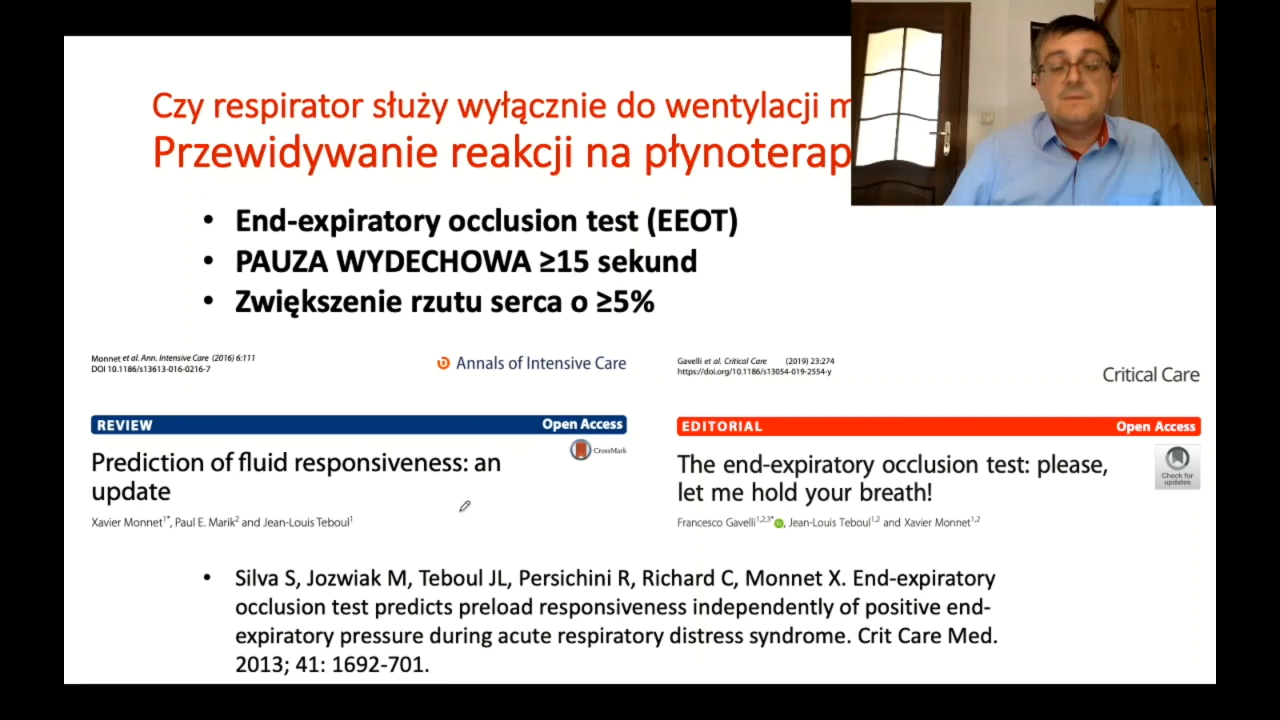 Czy respirator służy wyłącznie do wentylacji m
Przewidywanie reakcji na płynoterap
• End-expiratory occlusion test (EEOT)
• PAUZA WYDECHOWA ≥15 sekund
• Zwiększenie rzutu serca o ≥5%
Monnet et al. Ann. Intensive Care (2016) 6:111
DOI 10.1186/s13613-016-0216-7
Annals of Intensive Care
REVIEW Open Access
CrossMark
Prediction of fluid responsiveness: an
update
Xavier Monnet1*, Paul E. Marik2 and Jean-Louis Teboul1
Gavelli et al. Critical Care (2019) 23:274
https://doi.org/10.1186/s13054-019-2554-y
Critical Care
EDITORIAL Open Access
Check for
updates
The end-expiratory occlusion test: please,
let me hold your breath!
Francesco Gavelli1,2,3*, Jean-Louis Teboul1,2 and Xavier Monnet1,2
• Silva S, Jozwiak M, Teboul JL, Persichini R, Richard C, Monnet X. End-expiratory
occlusion test predicts preload responsiveness independently of positive end-
expiratory pressure during acute respiratory distress syndrome. Crit Care Med.
2013; 41: 1692-701.